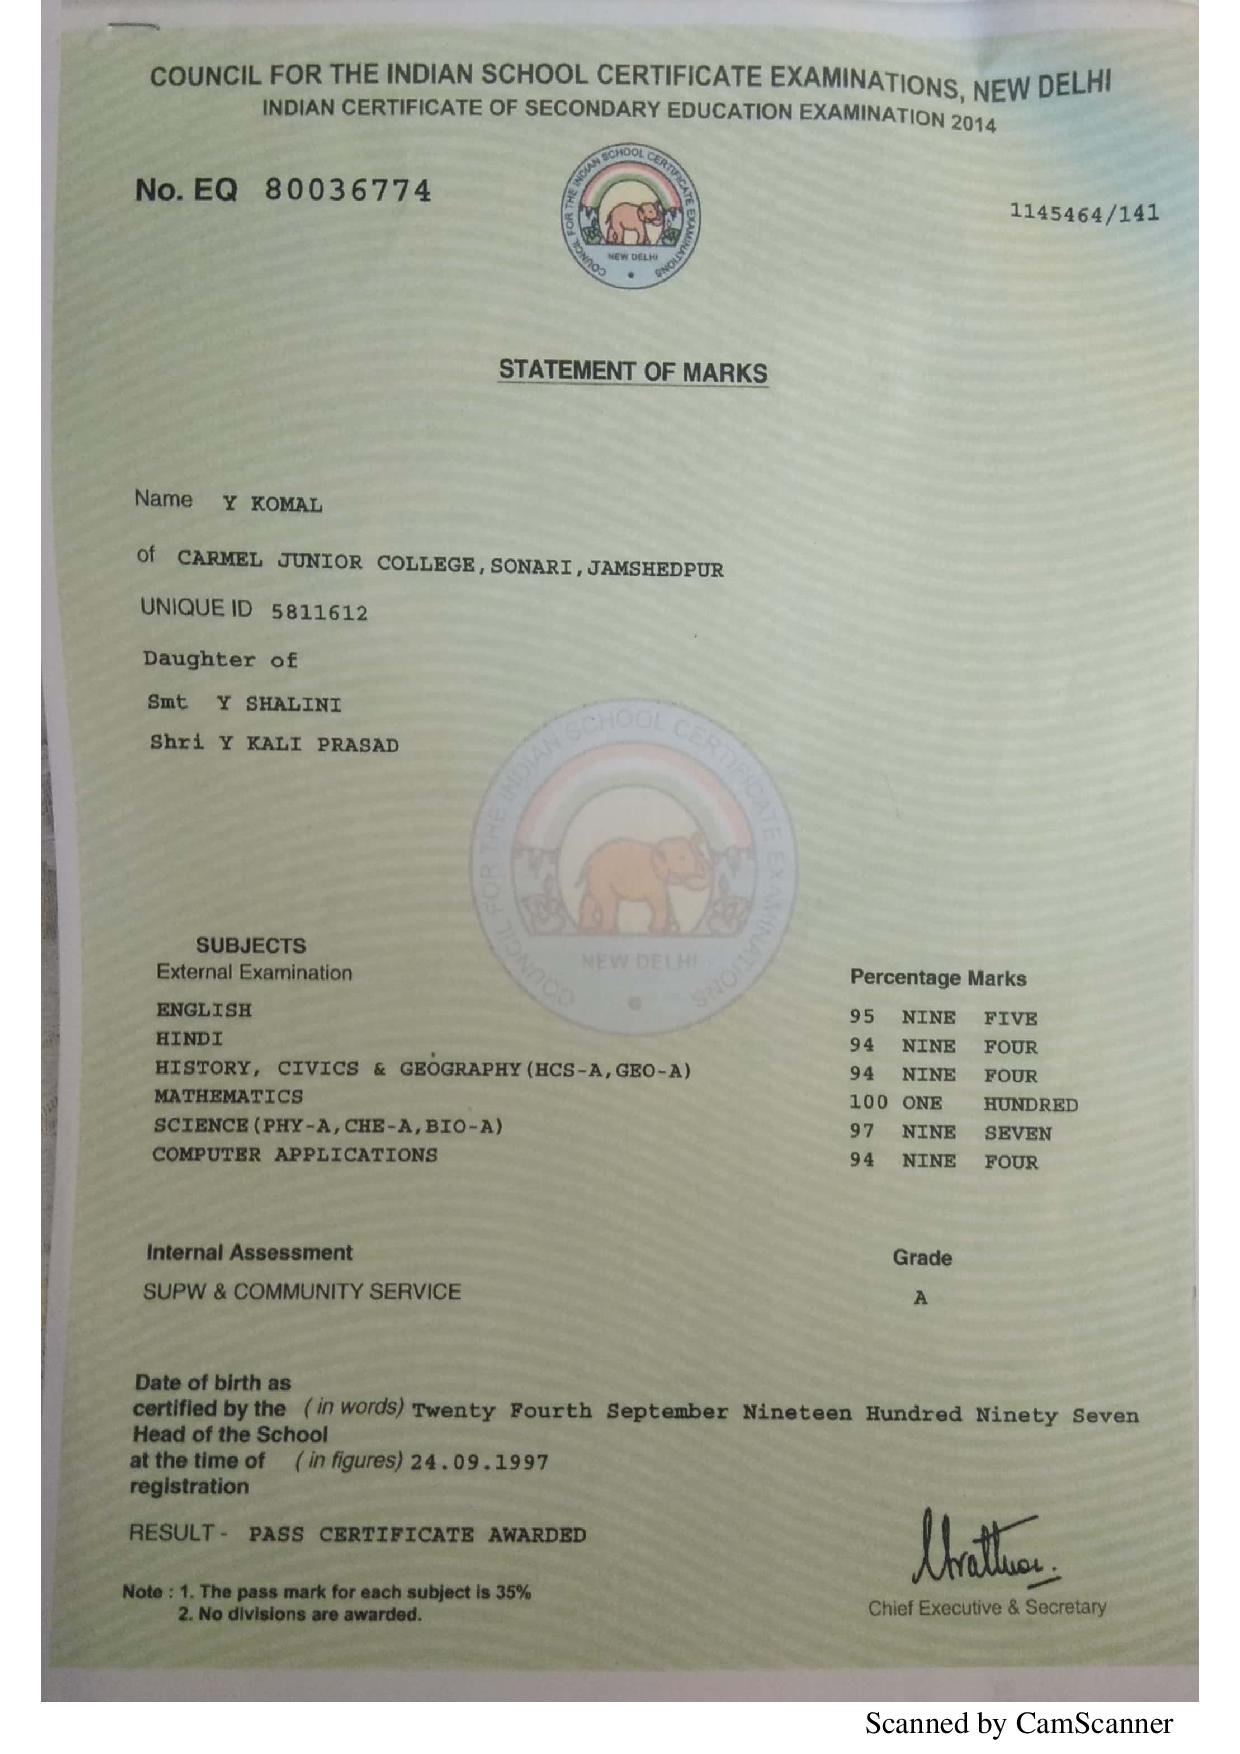 COUNCIL FOR THE INDIAN SCHOOL CERTIFICATE EXAMINATIONS, NEW DELHI
INDIAN CERTIFICATE OF SECONDARY EDUCATION EXAMINATION 2014
No. EQ 80036774
1145464/141
COUNCIL FOR THE INDIAN SCHOOL CERTIFICATE EXAMINATIONS
NEW DELHI
STATEMENT OF MARKS
Name Y KOMAL
of CARMEL JUNIOR COLLEGE, SONARI, JAMSHEDPUR
UNIQUE ID 5811612
Daughter of
Smt Y SHALINI
Shri Y KALI PRASAD
COUNCIL FOR THE INDIAN SCHOOL CERTIFICATE EXAMINATIONS
NEW DELHI
SUBJECTS
External Examination Percentage Marks
ENGLISH 95 NINE FIVE
HINDI 94 NINE FOUR
HISTORY, CIVICS & GEOGRAPHY(HCS-A,GEO-A) 94 NINE FOUR
MATHEMATICS 100 ONE HUNDRED
SCIENCE(PHY-A,CHE-A,BIO-A) 97 NINE SEVEN
COMPUTER APPLICATIONS 94 NINE FOUR
Internal Assessment Grade
SUPW & COMMUNITY SERVICE A
Date of birth as
certified by the (in words) Twenty Fourth September Nineteen Hundred Ninety Seven
Head of the School
at the time of (in figures) 24.09.1997
registration
RESULT - PASS CERTIFICATE AWARDED
Note : 1. The pass mark for each subject is 35%
2. No divisions are awarded.
Chief Executive & Secretary
Scanned by CamScanner